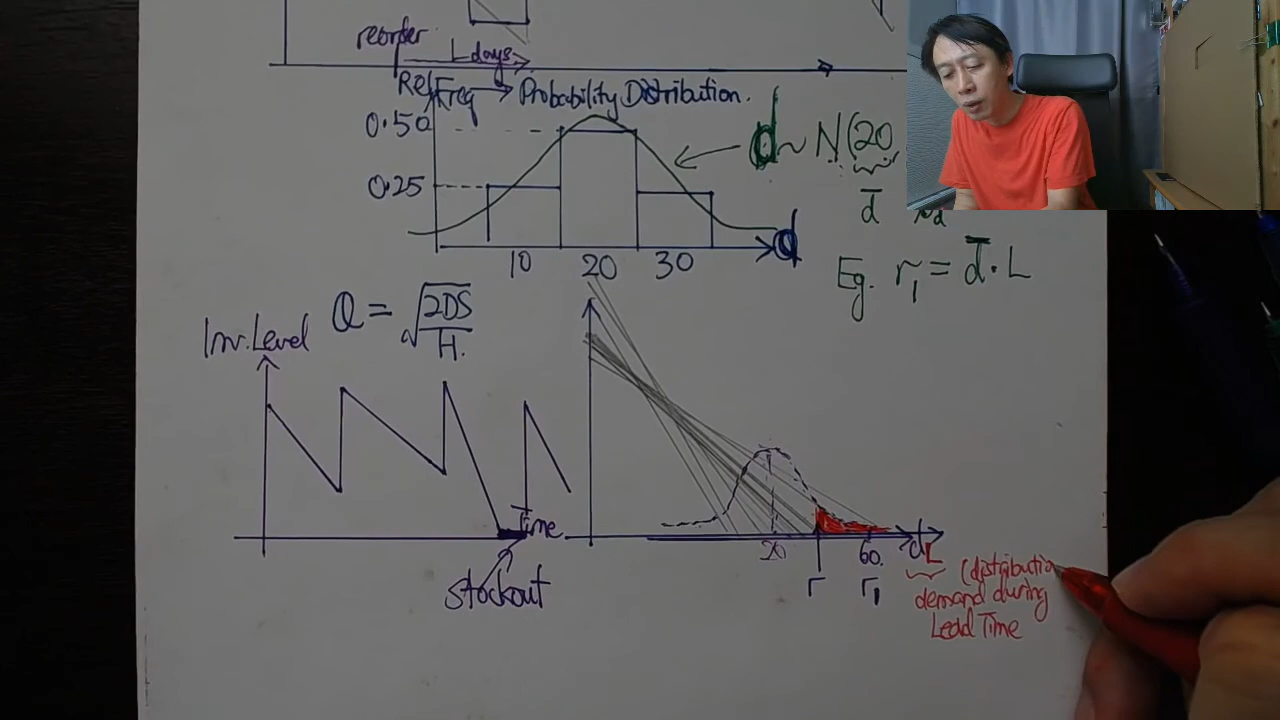 reorder
L days
Rel Freq → Probability Distribution.
0.50
d ~ N(20,
0.25
d̄
10 20 30
d
Eg. r₁ = d̄·L
Inv. Level
Q = √(2DS/H.)
Time
stockout
20
60.
dL
r
r₁
(distributio
demand during
Lead Time